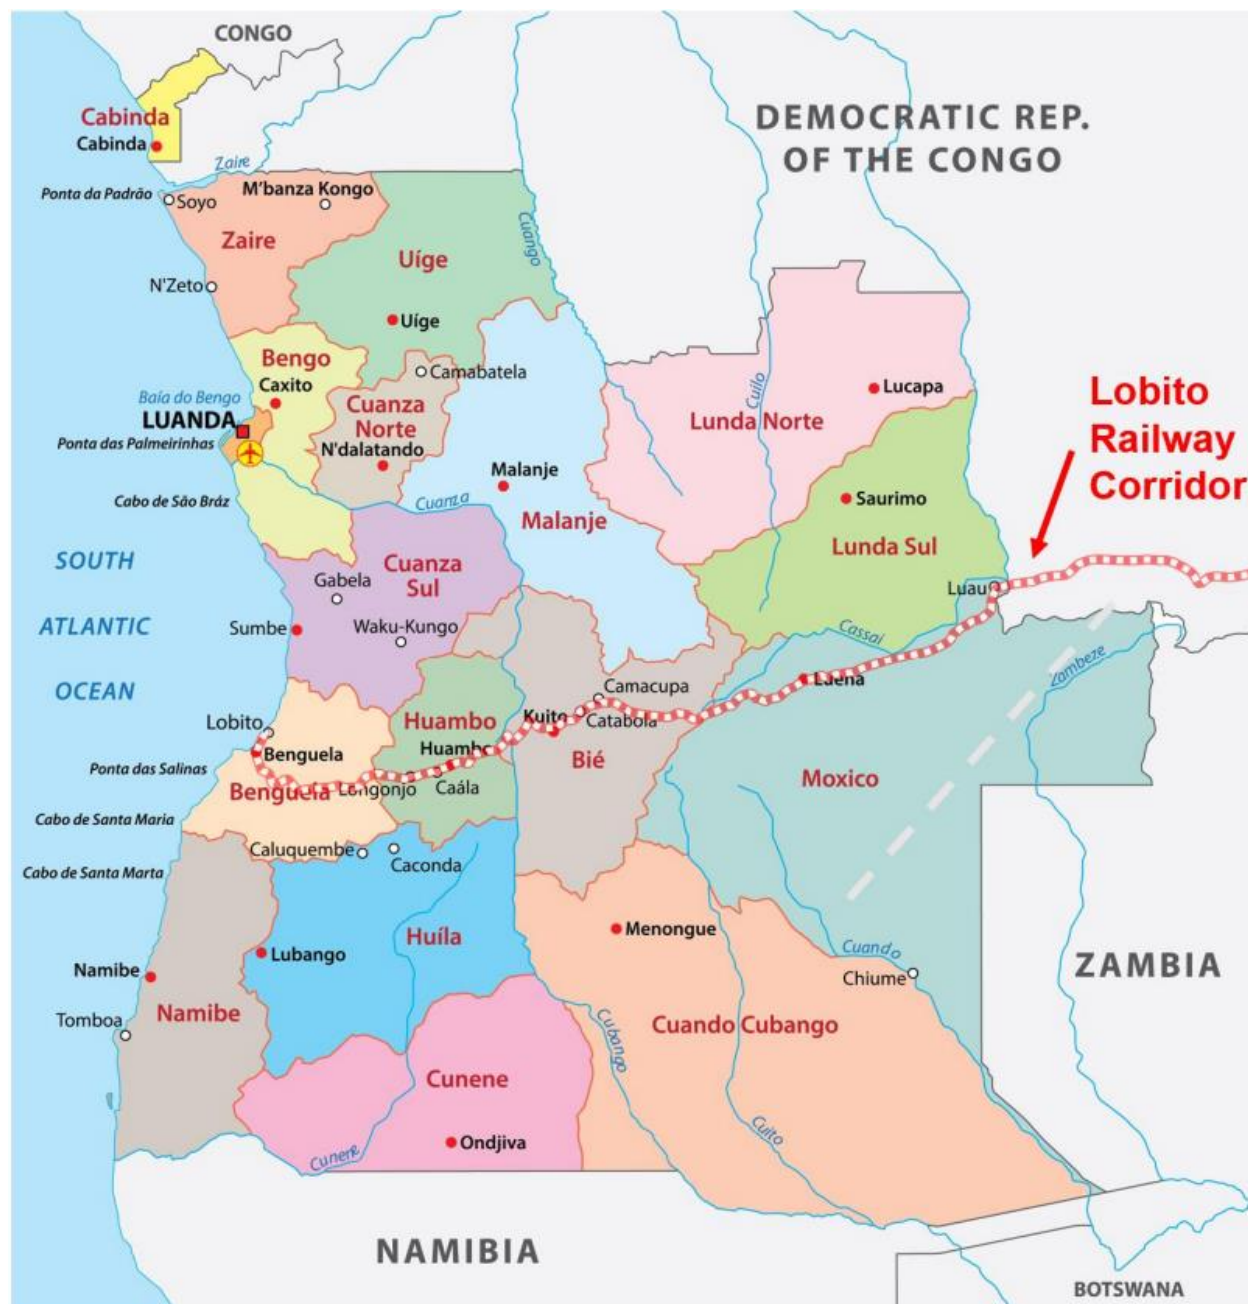 CONGO
Cabinda
Cabinda
DEMOCRATIC REP.
OF THE CONGO
Zaire
Ponta da Padrão
Soyo
M'banza Kongo
Zaire
Cuango
Uíge
N'Zeto
Uíge
Bengo
Caxito
Camabatela
Cuilo
Lucapa
Lobito
Railway
Corridor
Baía do Bengo
LUANDA
Cuanza
Norte
Lunda Norte
Ponta das Palmeirinhas
N'dalatando
Malanje
Cabo de São Bráz
Cuanza
Malanje
Saurimo
Lunda Sul
SOUTH
ATLANTIC
OCEAN
Cuanza
Sul
Gabela
Luau
Sumbe
Waku-Kungo
Cassai
Zambeze
Camacupa
Luena
Lobito
Huambo
Kuito
Catabola
Benguela
Huambo
Bié
Ponta das Salinas
Benguela
Longonjo
Caála
Moxico
Cabo de Santa Maria
Caluquembe
Caconda
Cabo de Santa Marta
Menongue
Huíla
Lubango
Cuando
Namibe
Chiume
ZAMBIA
Tomboa
Namibe
Cuando Cubango
Cubango
Cunene
Cuito
Ondjiva
Cunene
NAMIBIA
BOTSWANA